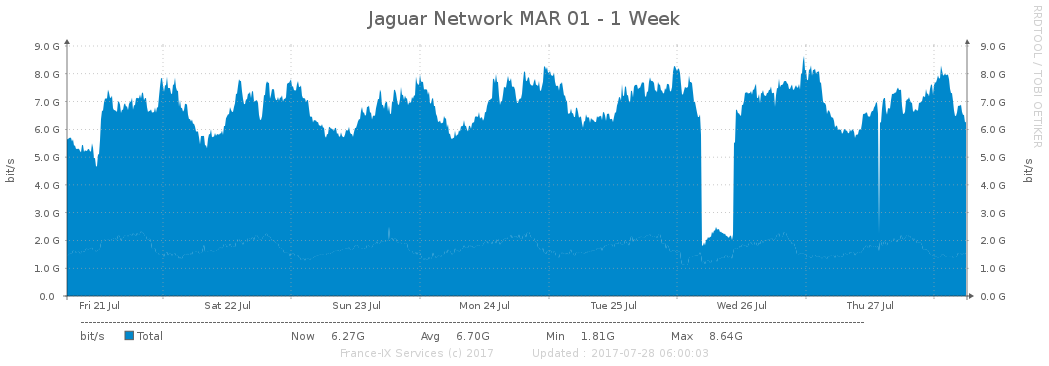 Jaguar Network MAR 01 - 1 Week
RRDTOOL / TOBI OETIKER
9.0 G 9.0 G
8.0 G 8.0 G
7.0 G 7.0 G
6.0 G 6.0 G
5.0 G 5.0 G
4.0 G 4.0 G
3.0 G 3.0 G
2.0 G 2.0 G
1.0 G 1.0 G
0.0 0.0 G
bit/s bit/s
Fri 21 Jul Sat 22 Jul Sun 23 Jul Mon 24 Jul Tue 25 Jul Wed 26 Jul Thu 27 Jul
bit/s Total Now 6.27G Avg 6.70G Min 1.81G Max 8.64G
France-IX Services (c) 2017 Updated : 2017-07-28 06:00:03